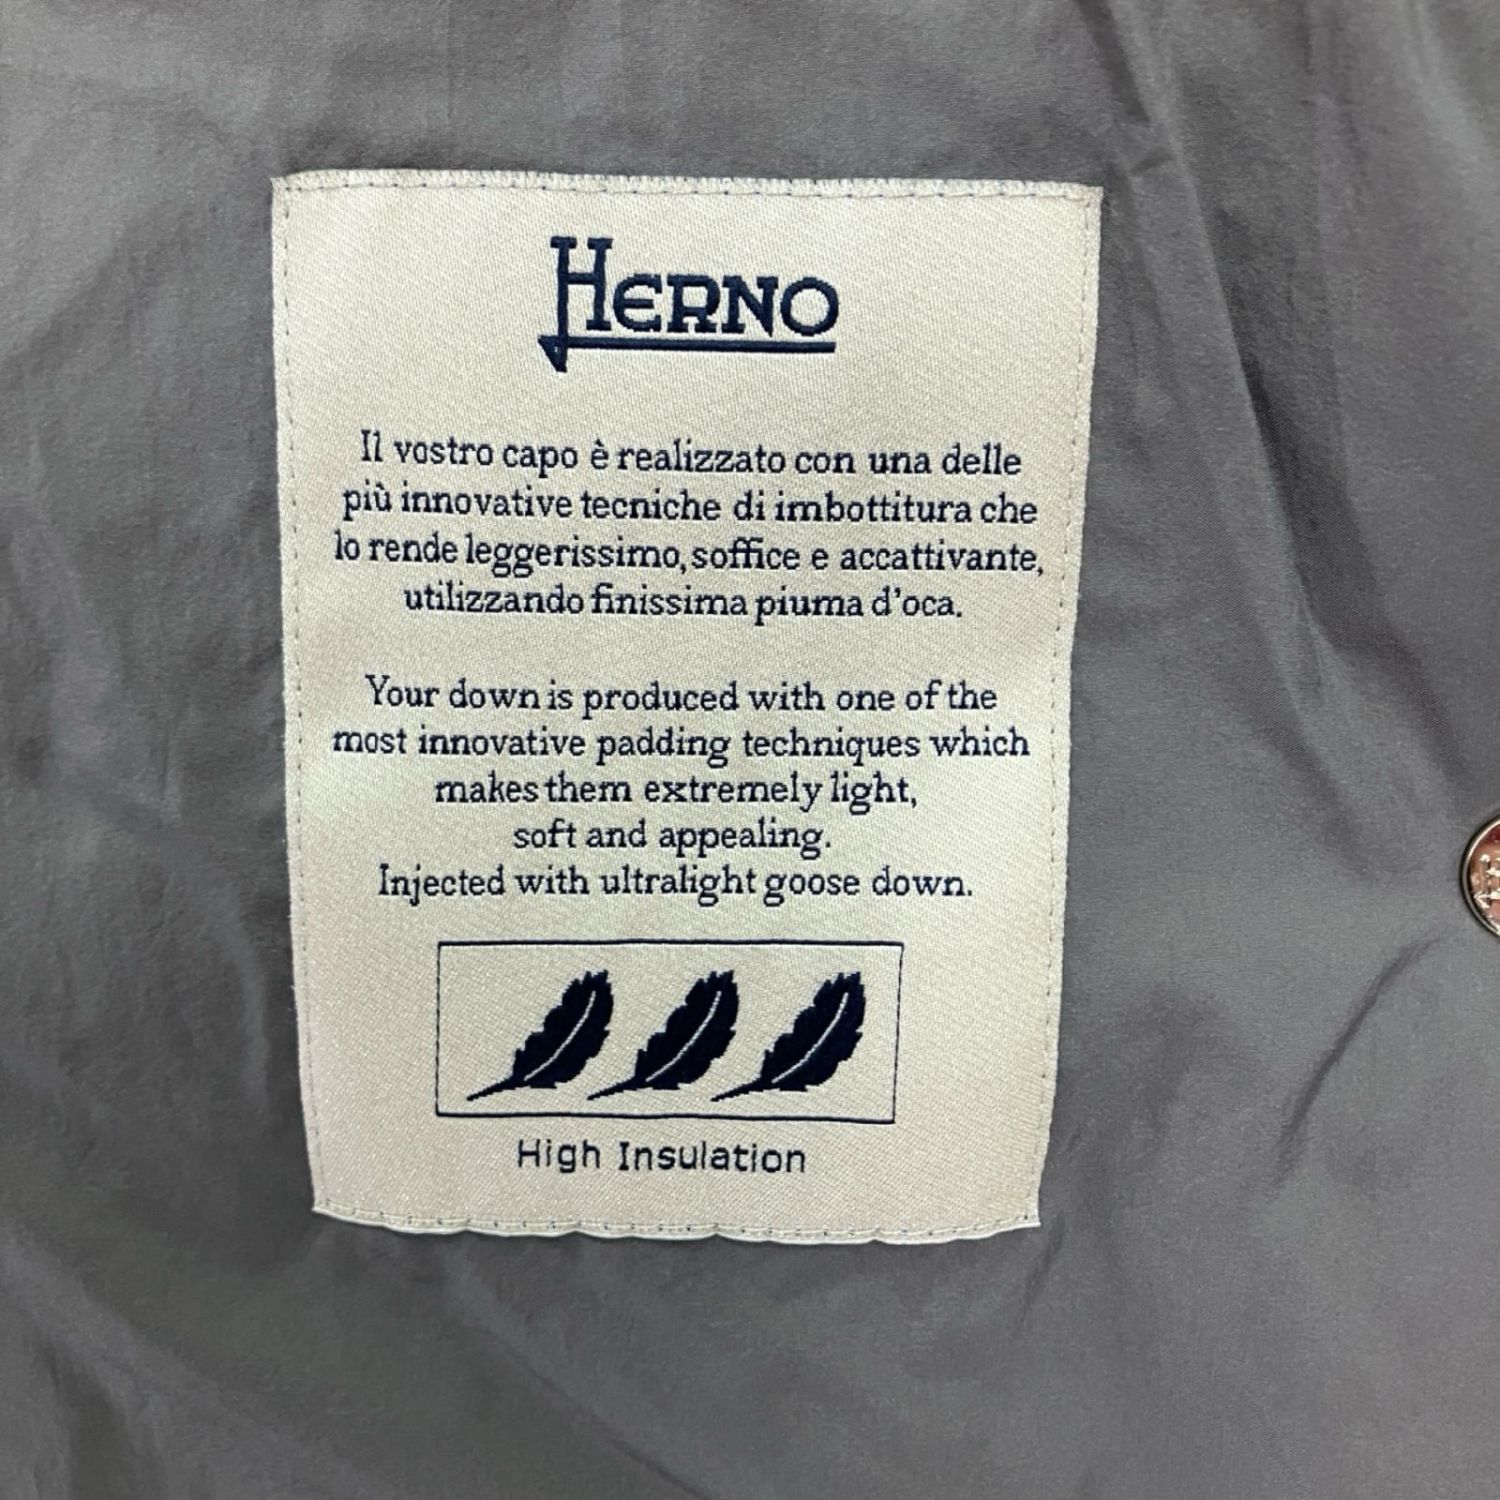 HERNO
Il vostro capo è realizzato con una delle
più innovative tecniche di imbottitura che
lo rende leggerissimo, soffice e accattivante,
utilizzando finissima piuma d'oca.
Your down is produced with one of the
most innovative padding techniques which
makes them extremely light,
soft and appealing.
Injected with ultralight goose down.
High Insulation